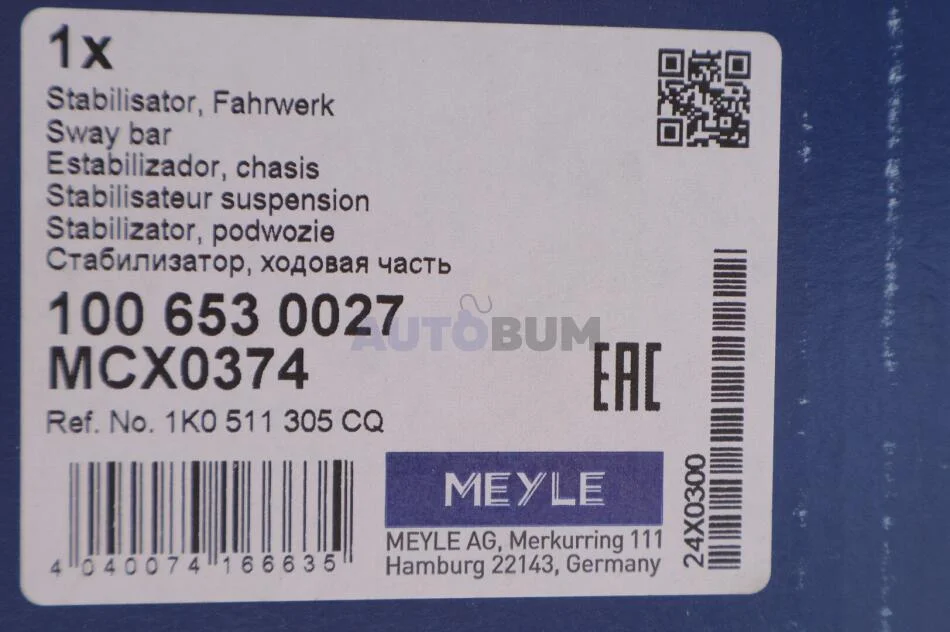 1x
Stabilisator, Fahrwerk
Sway bar
Estabilizador, chasis
Stabilisateur suspension
Stabilizator, podwozie
Стабилизатор, ходовая часть
100 653 0027
MCX0374
AUTOBUM
EAC
Ref. No. 1K0 511 305 CQ
MEYLE
MEYLE AG, Merkurring 111
Hamburg 22143, Germany
4 040074 166635
24X0300